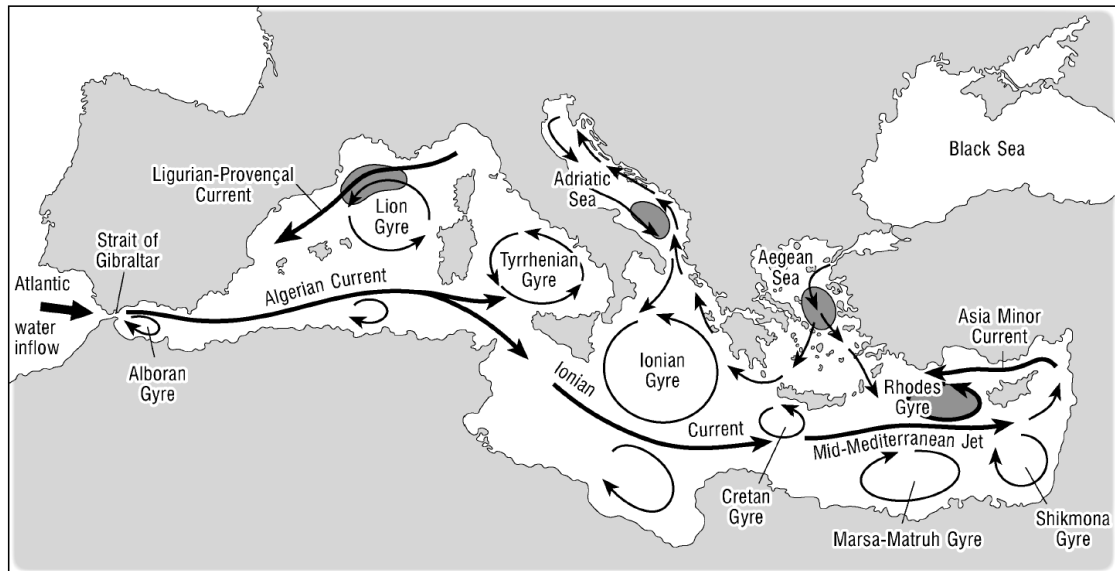 Black Sea
Ligurian-Provençal
Current
Adriatic
Sea
Lion
Gyre
Strait of
Gibraltar
Tyrrhenian
Gyre
Aegean
Sea
Atlantic
water
inflow
Algerian Current
Asia Minor
Current
Alboran
Gyre
Ionian
Gyre
Ionian
Current
Rhodes
Gyre
Mid-Mediterranean Jet
Cretan
Gyre
Marsa-Matruh Gyre
Shikmona
Gyre